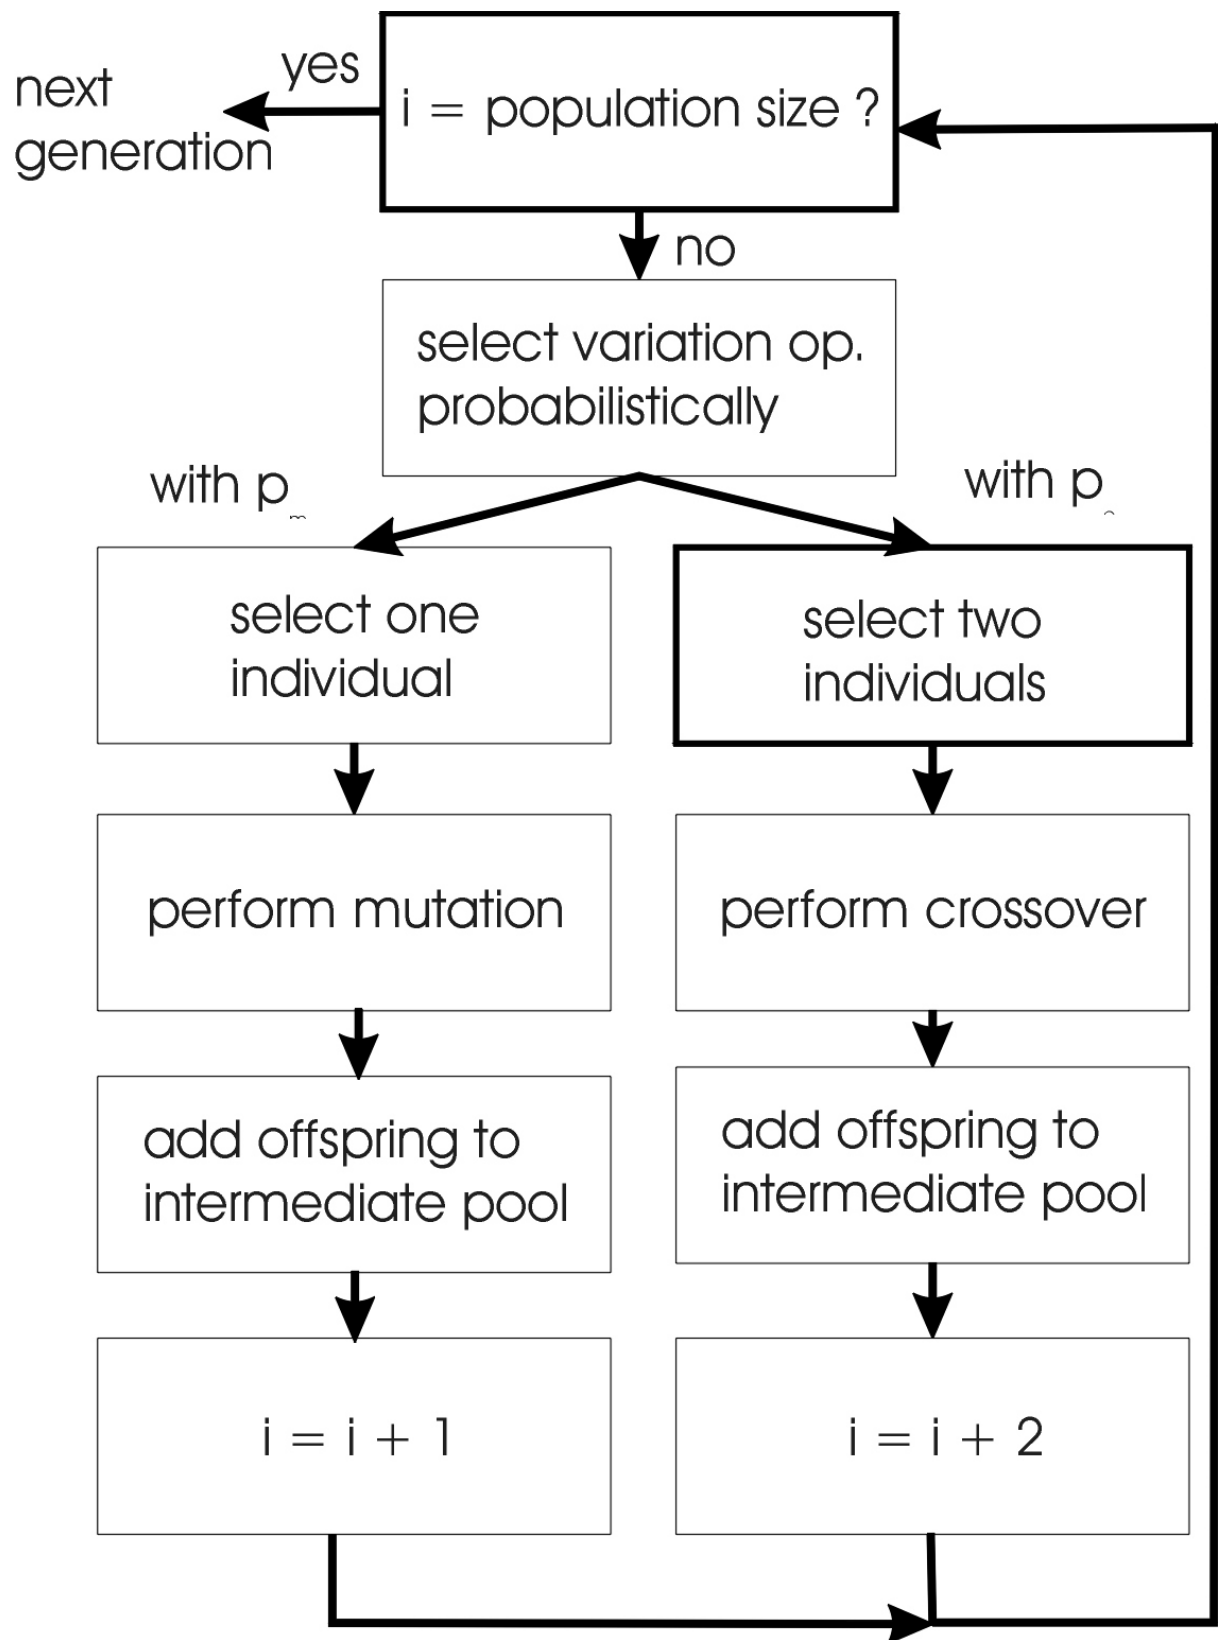 yes
next
generation
i = population size ?
no
select variation op.
probabilistically
with p
m
with p
select one
individual
select two
individuals
perform mutation
perform crossover
add offspring to
intermediate pool
add offspring to
intermediate pool
i = i + 1
i = i + 2